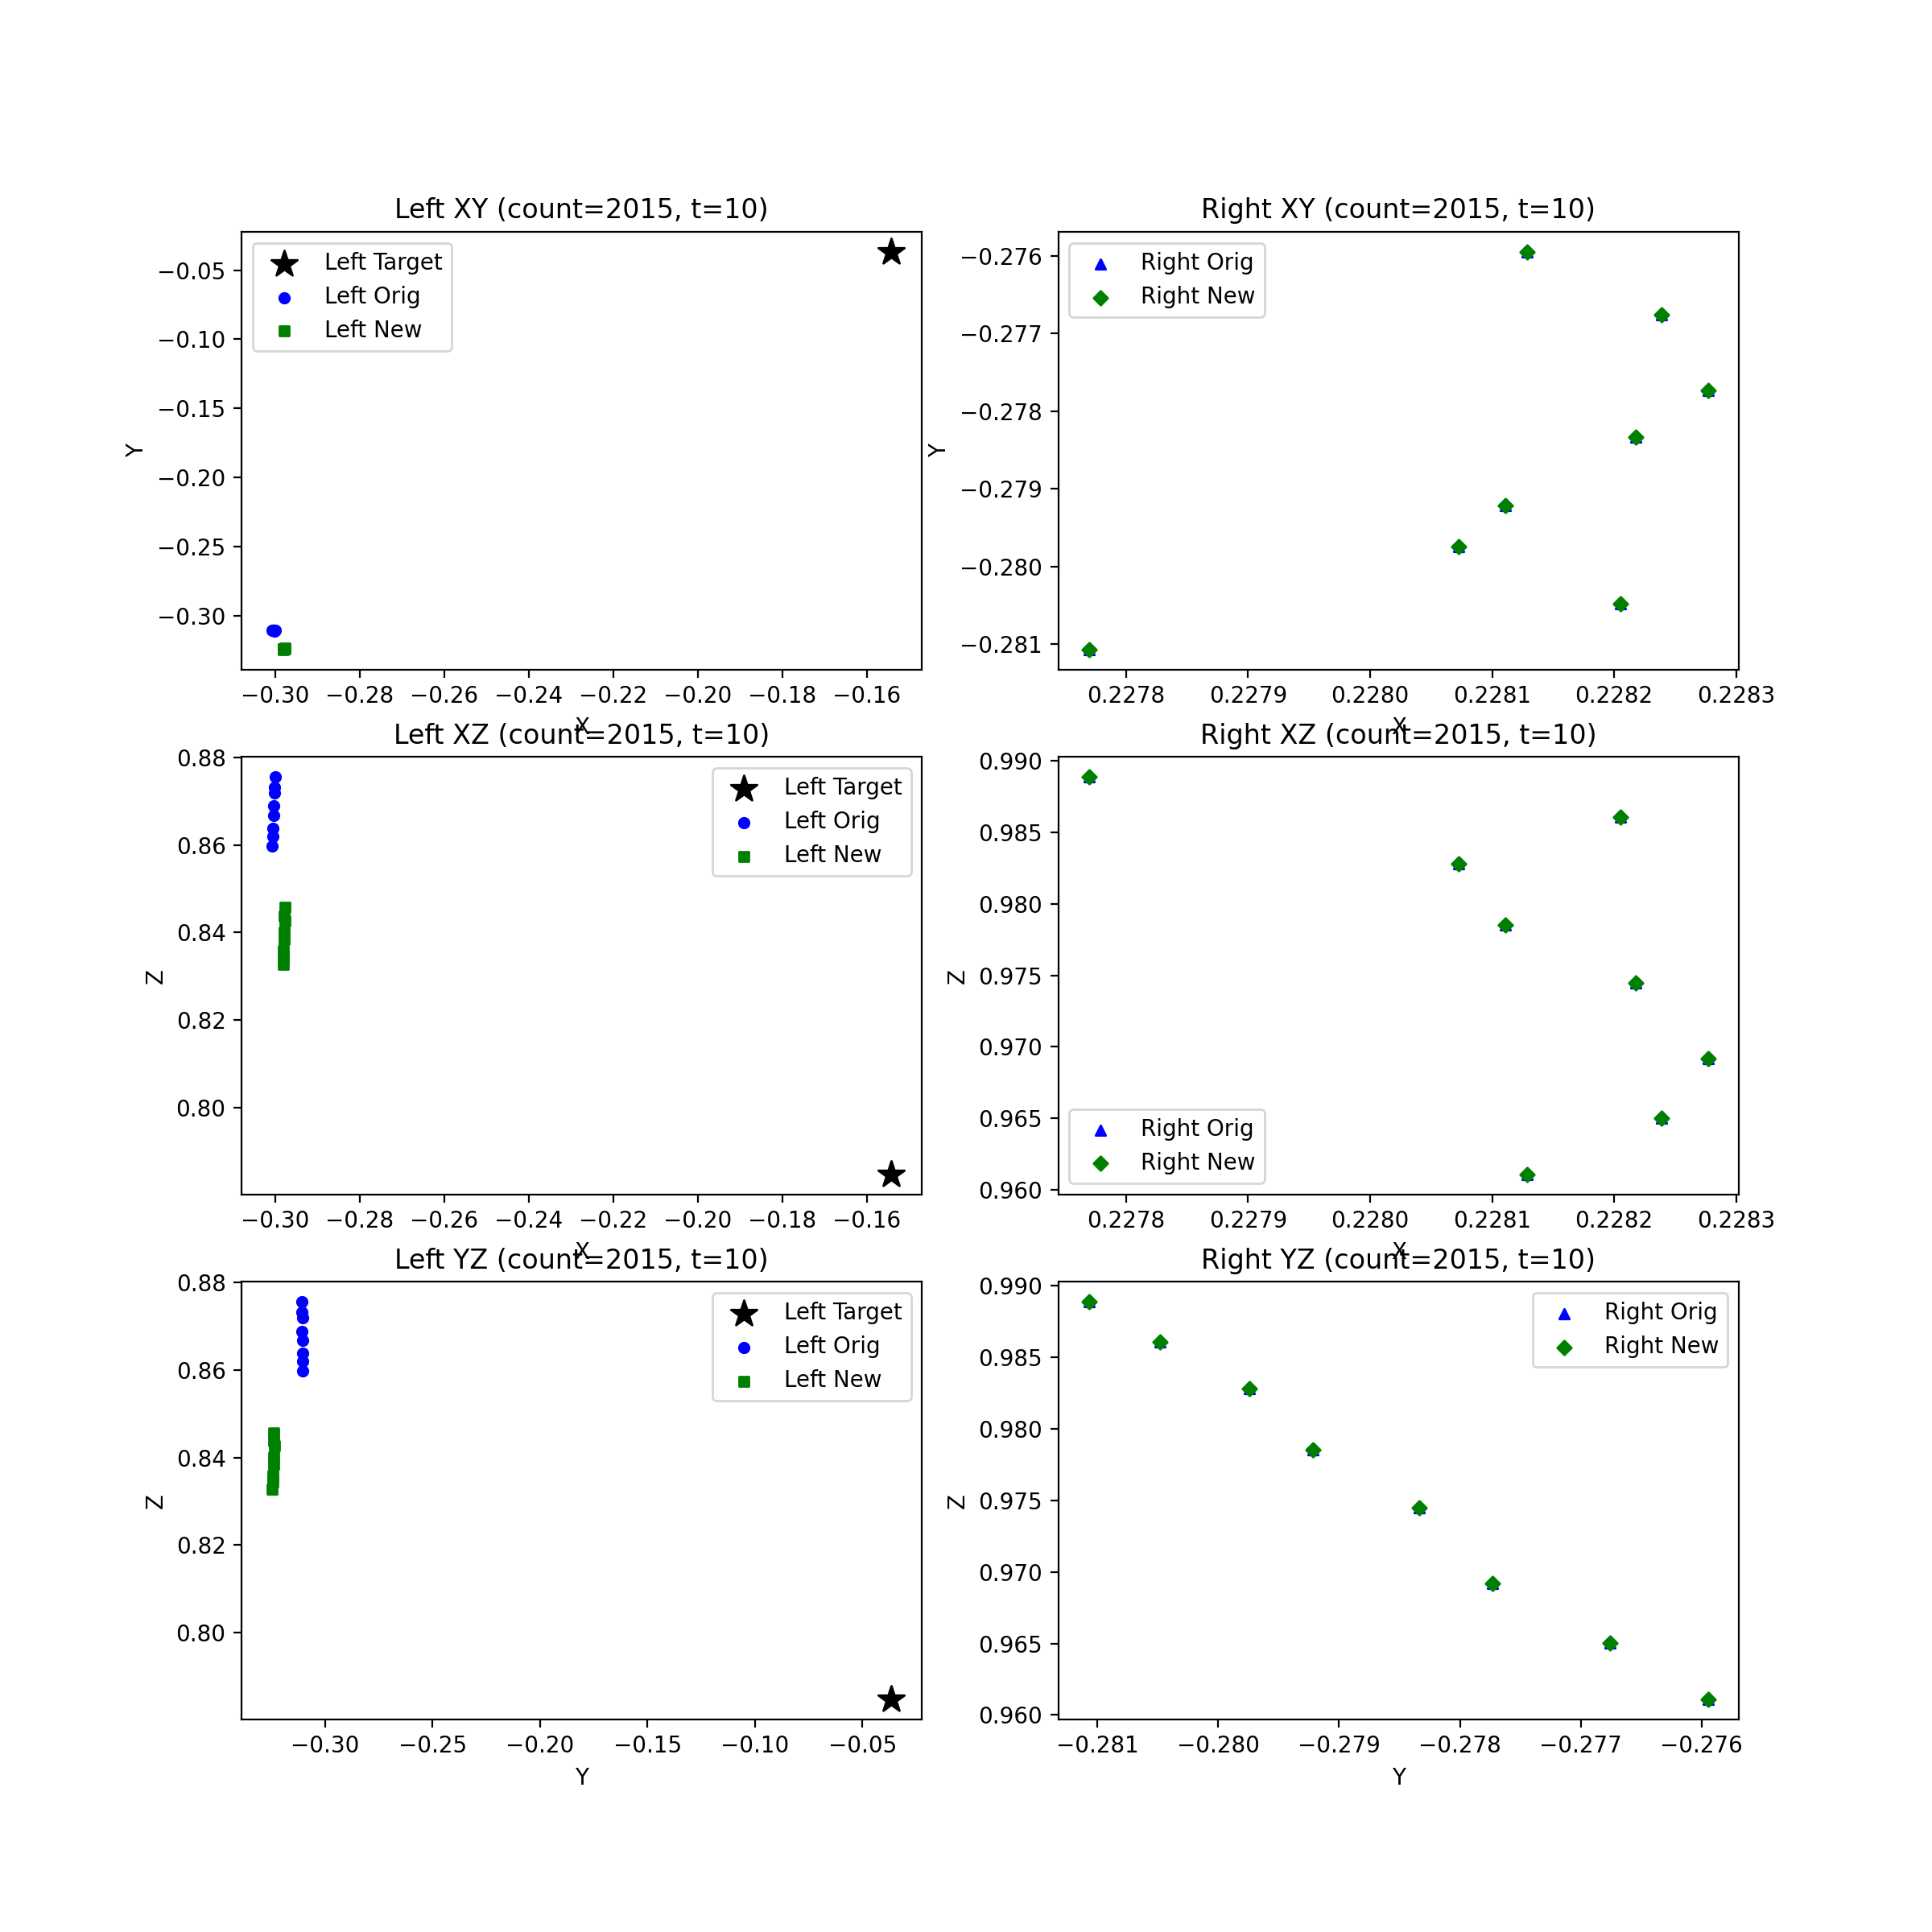 Left XY (count=2015, t=10)
Left Target
Left Orig
Left New
−0.05
−0.10
−0.15
−0.20
−0.25
−0.30
Y
−0.30 −0.28 −0.26 −0.24 −0.22 −0.20 −0.18 −0.16
X
Right XY (count=2015, t=10)
Right Orig
Right New
−0.276
−0.277
−0.278
−0.279
−0.280
−0.281
Y
0.2278 0.2279 0.2280 0.2281 0.2282 0.2283
X
Left XZ (count=2015, t=10)
Left Target
Left Orig
Left New
0.88
0.86
0.84
0.82
0.80
Z
−0.30 −0.28 −0.26 −0.24 −0.22 −0.20 −0.18 −0.16
X
Right XZ (count=2015, t=10)
0.990
0.985
0.980
0.975
0.970
0.965
0.960
Z
Right Orig
Right New
0.2278 0.2279 0.2280 0.2281 0.2282 0.2283
X
Left YZ (count=2015, t=10)
Left Target
Left Orig
Left New
0.88
0.86
0.84
0.82
0.80
Z
−0.30 −0.25 −0.20 −0.15 −0.10 −0.05
Y
Right YZ (count=2015, t=10)
Right Orig
Right New
0.990
0.985
0.980
0.975
0.970
0.965
0.960
Z
−0.281 −0.280 −0.279 −0.278 −0.277 −0.276
Y